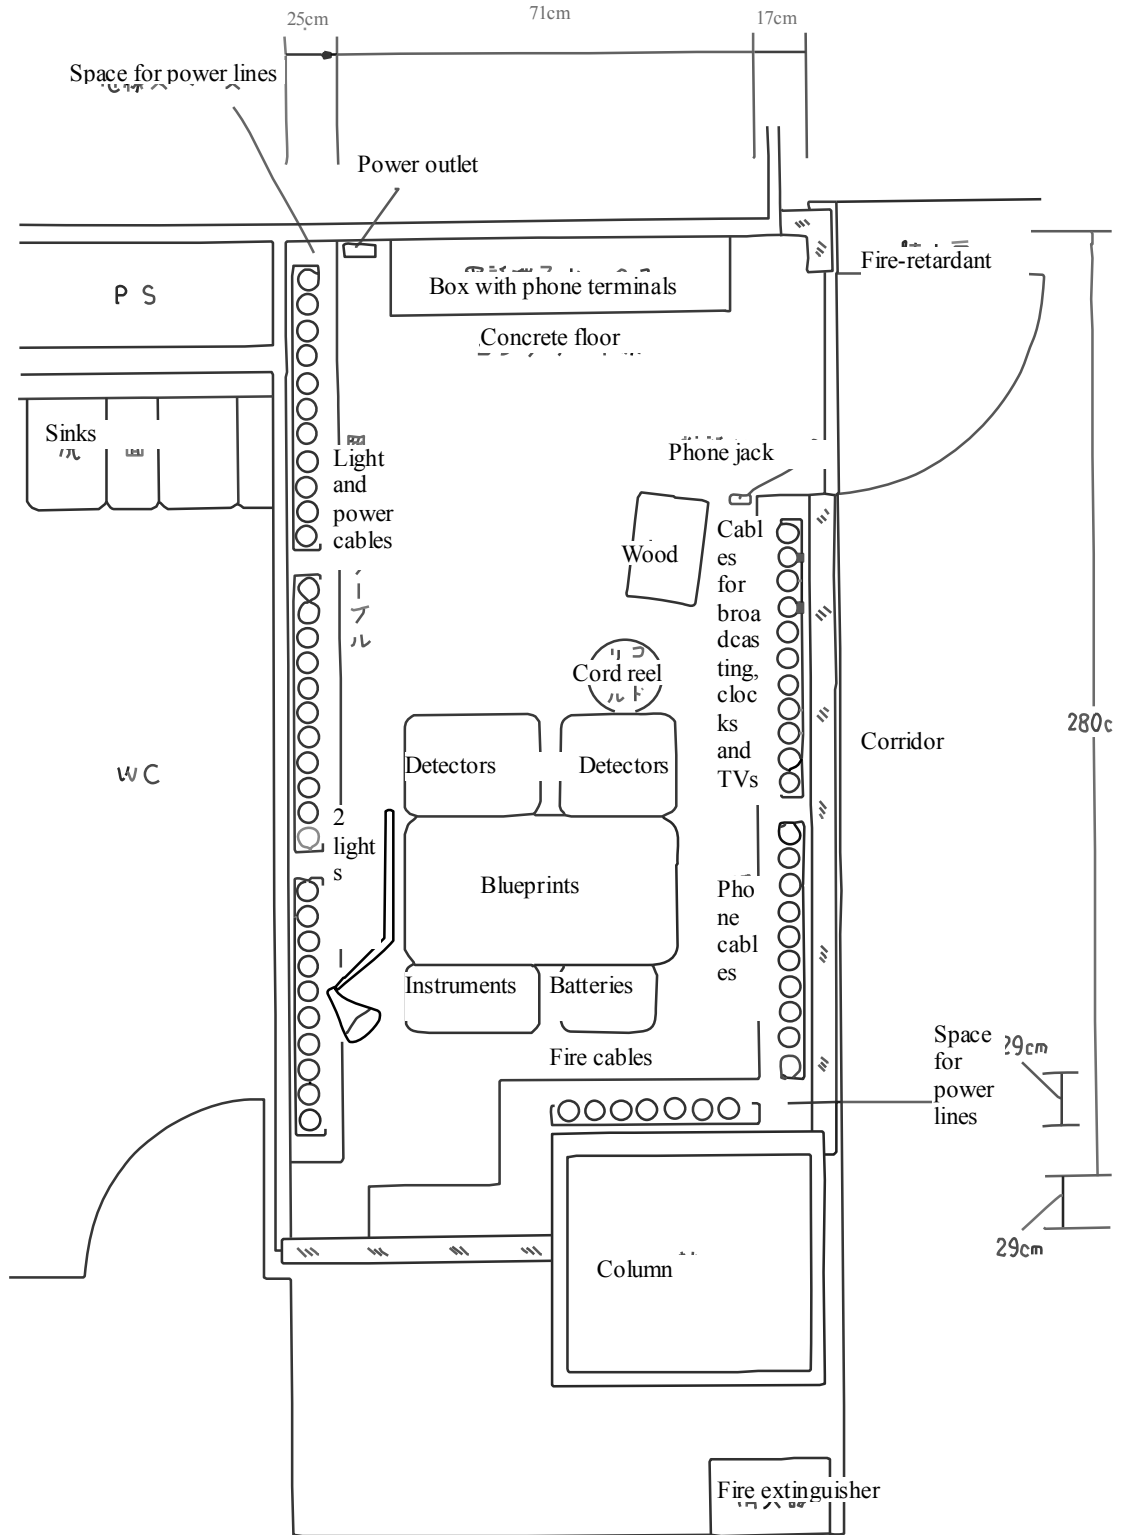 25cm
71cm
17cm
Space for power lines
Power outlet
Fire-retardant
P S
Box with phone terminals
Concrete floor
Sinks
Phone jack
Light
and
power
cables
ーブル
Wood
Cabl
es
for
broa
dcas
ting,
cloc
ks
and
TVs
Cord reel
280c
Corridor
WC
Detectors
Detectors
2
light
s
Blueprints
Pho
ne
cabl
es
Instruments
Batteries
Fire cables
Space
for
power
lines
29cm
29cm
Column
Fire extinguisher